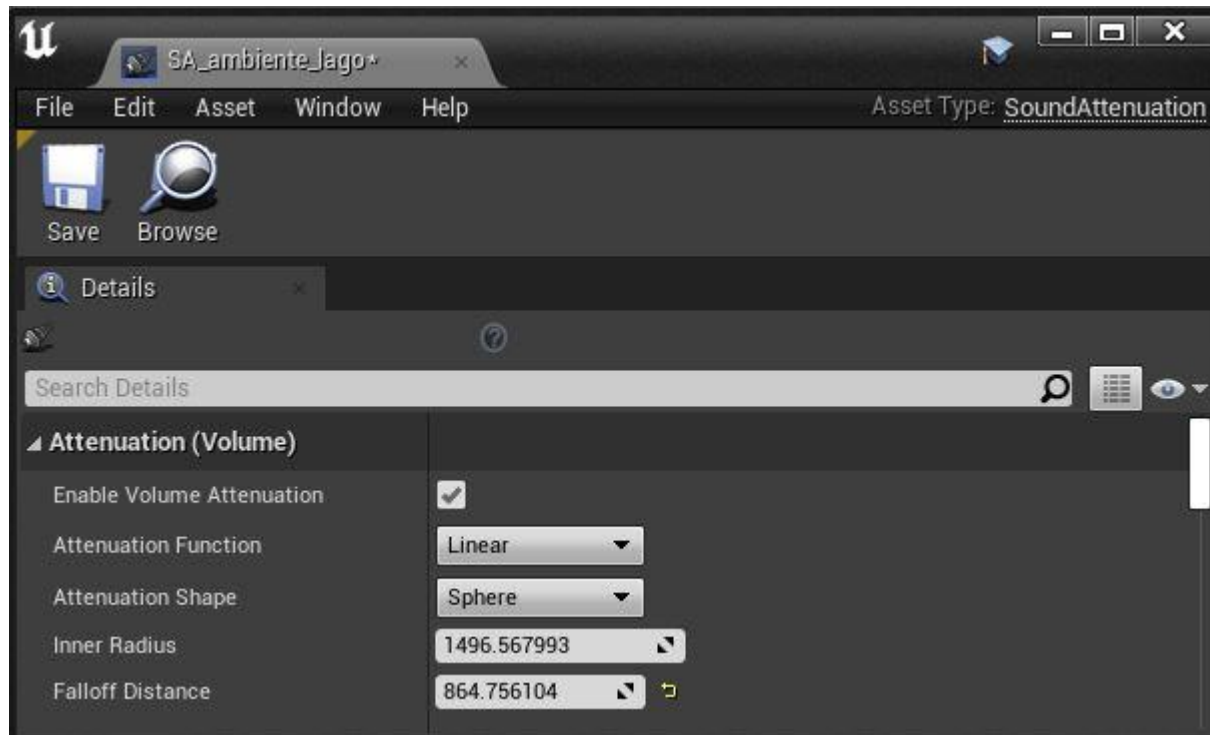 SA_ambiente_lago*
File Edit Asset Window Help Asset Type: SoundAttenuation
Save Browse
Details
Search Details
Attenuation (Volume)
Enable Volume Attenuation
Attenuation Function Linear
Attenuation Shape Sphere
Inner Radius 1496.567993
Falloff Distance 864.756104